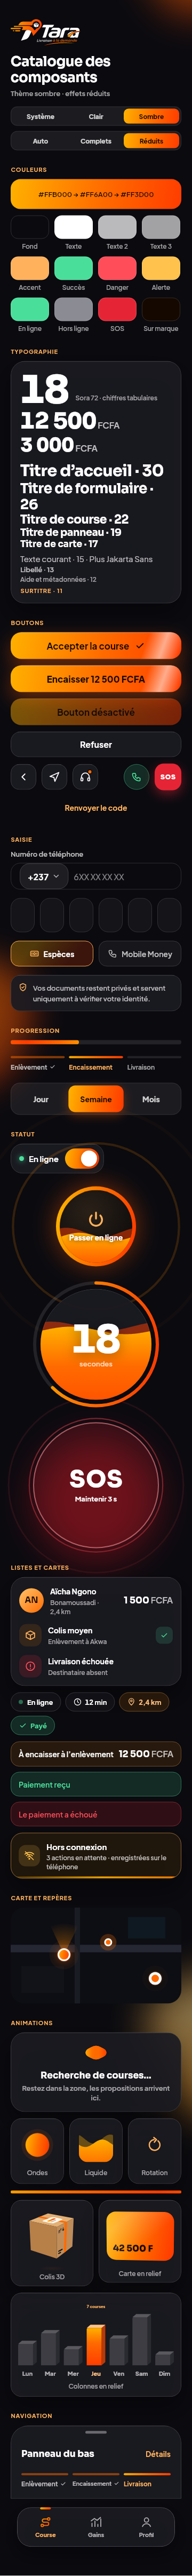 Tara
Catalogue des
composants
Thème sombre · effets réduits
Système Clair Sombre
Auto Complets Réduits
COULEURS
#FFB000 → #FF6A00 → #FF3D00
Fond Texte Texte 2 Texte 3
Accent Succès Danger Alerte
En ligne Hors ligne SOS Sur marque
TYPOGRAPHIE
18 Sora 72 · chiffres tabulaires
12 500 FCFA
3 000 FCFA
Titre d’accueil · 30
Titre de formulaire ·
26
Titre de course · 22
Titre de panneau · 19
Titre de carte · 17
Texte courant · 15 · Plus Jakarta Sans
Libellé · 13
Aide et métadonnées · 12
SURTITRE · 11
BOUTONS
Accepter la course
Encaisser 12 500 FCFA
Bouton désactivé
Refuser
SOS
Renvoyer le code
SAISIE
Numéro de téléphone
+237 6XX XX XX XX
Espèces Mobile Money
Vos documents restent privés et servent
uniquement à vérifier votre identité.
PROGRESSION
Enlèvement Encaissement Livraison
Jour Semaine Mois
STATUT
En ligne
Passer en ligne
18
secondes
SOS
Maintenir 3 s
LISTES ET CARTES
AN Aïcha Ngono 1 500 FCFA
Bonamoussadi ·
2,4 km
Colis moyen
Enlèvement à Akwa
Livraison échouée
Destinataire absent
En ligne 12 min 2,4 km
Payé
À encaisser à l’enlèvement 12 500 FCFA
Paiement reçu
Le paiement a échoué
Hors connexion
3 actions en attente · enregistrées sur le
téléphone
CARTE ET REPÈRES
ANIMATIONS
Recherche de courses…
Restez dans la zone, les propositions arrivent
ici.
Ondes Liquide Rotation
42 500 F
Colis 3D Carte en relief
7 courses
Lun Mar Mer Jeu Ven Sam Dim
Colonnes en relief
NAVIGATION
Panneau du bas Détails
Enlèvement Encaissement Livraison
Course Gains Profil